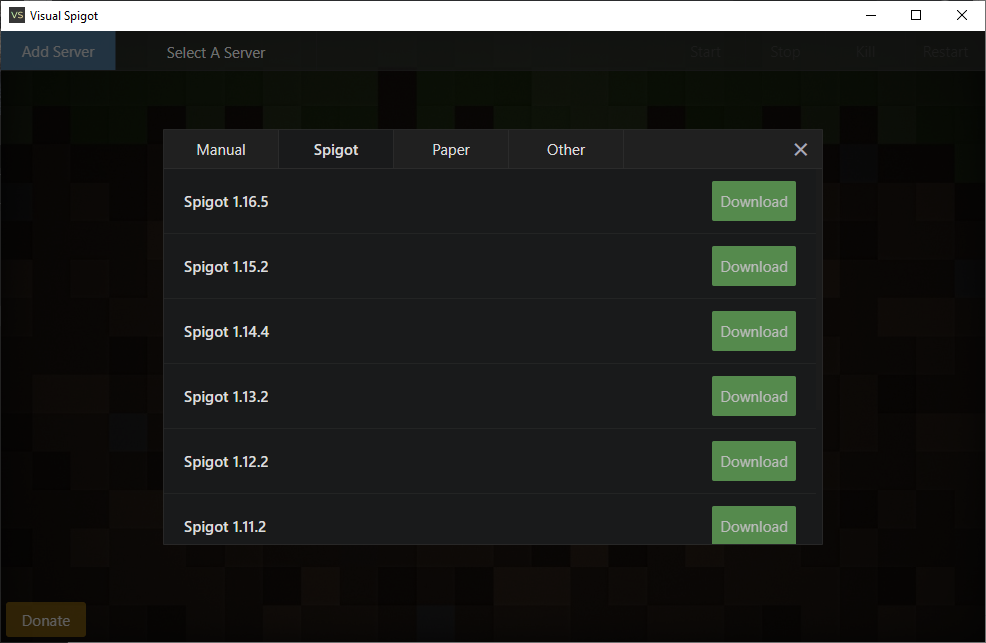 VS Visual Spigot
Add Server Select A Server Start Stop Kill Restart
Manual Spigot Paper Other
Spigot 1.16.5 Download
Spigot 1.15.2 Download
Spigot 1.14.4 Download
Spigot 1.13.2 Download
Spigot 1.12.2 Download
Spigot 1.11.2 Download
Donate